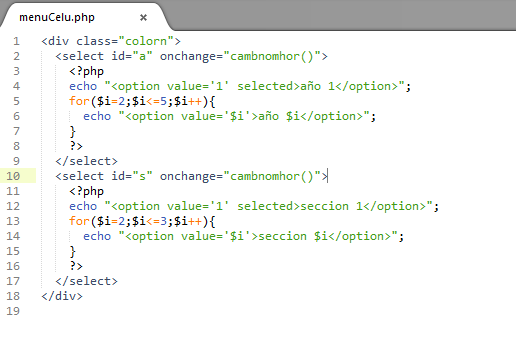 menuCelu.php ×
1 <div class="colorn">
2   <select id="a" onchange="cambnomhor()">
3     <?php
4     echo "<option value='1' selected>año 1</option>";
5     for($i=2;$i<=5;$i++){
6       echo "<option value='$i'>año $i</option>";
7     }
8     ?>
9   </select>
10   <select id="s" onchange="cambnomhor()">
11     <?php
12     echo "<option value='1' selected>seccion 1</option>";
13     for($i=2;$i<=3;$i++){
14       echo "<option value='$i'>seccion $i</option>";
15     }
16     ?>
17   </select>
18 </div>
19